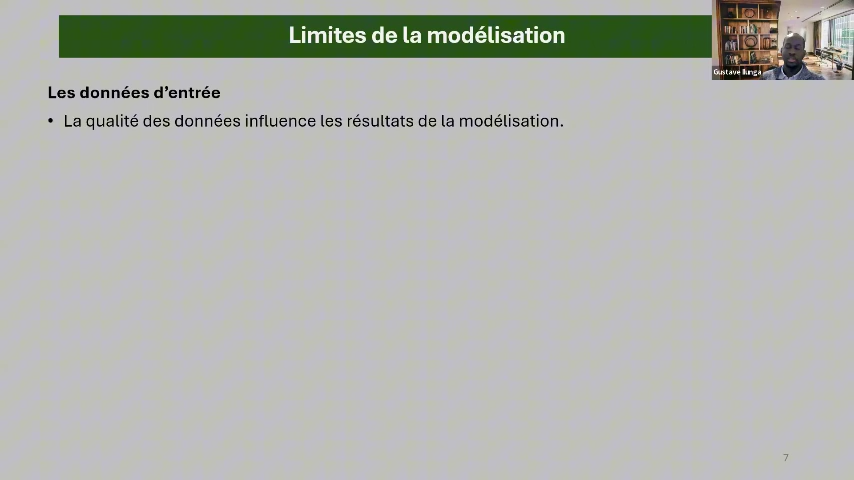 Limites de la modélisation
Gustave Ilunga
Les données d’entrée
• La qualité des données influence les résultats de la modélisation.
7